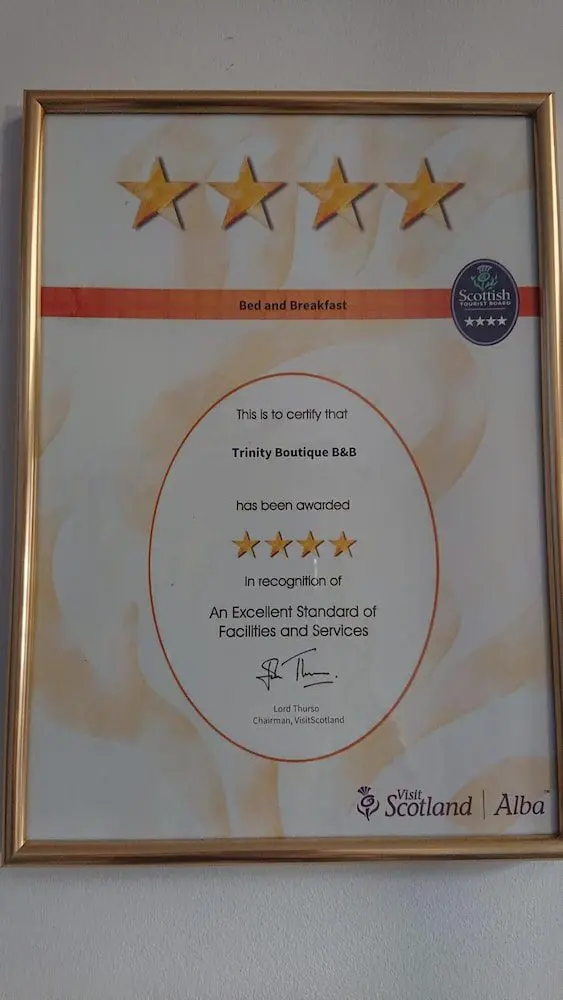 Bed and Breakfast
Scottish
TOURIST BOARD
This is to certify that
Trinity Boutique B&B
has been awarded
In recognition of
An Excellent Standard of
Facilities and Services
Lord Thurso
Chairman, VisitScotland
Visit
Scotland | Alba™